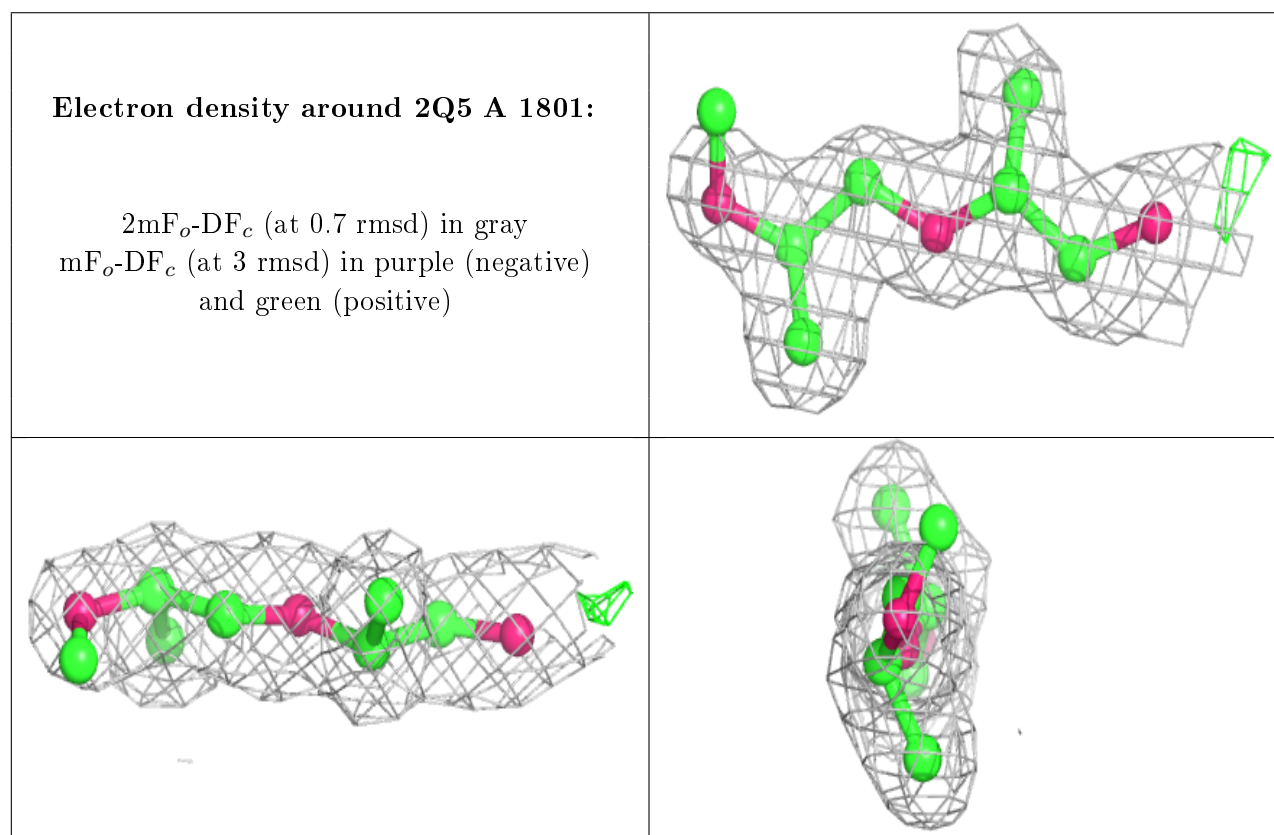 Electron density around 2Q5 A 1801:
2mFo-DFc (at 0.7 rmsd) in gray
mFo-DFc (at 3 rmsd) in purple (negative)
and green (positive)